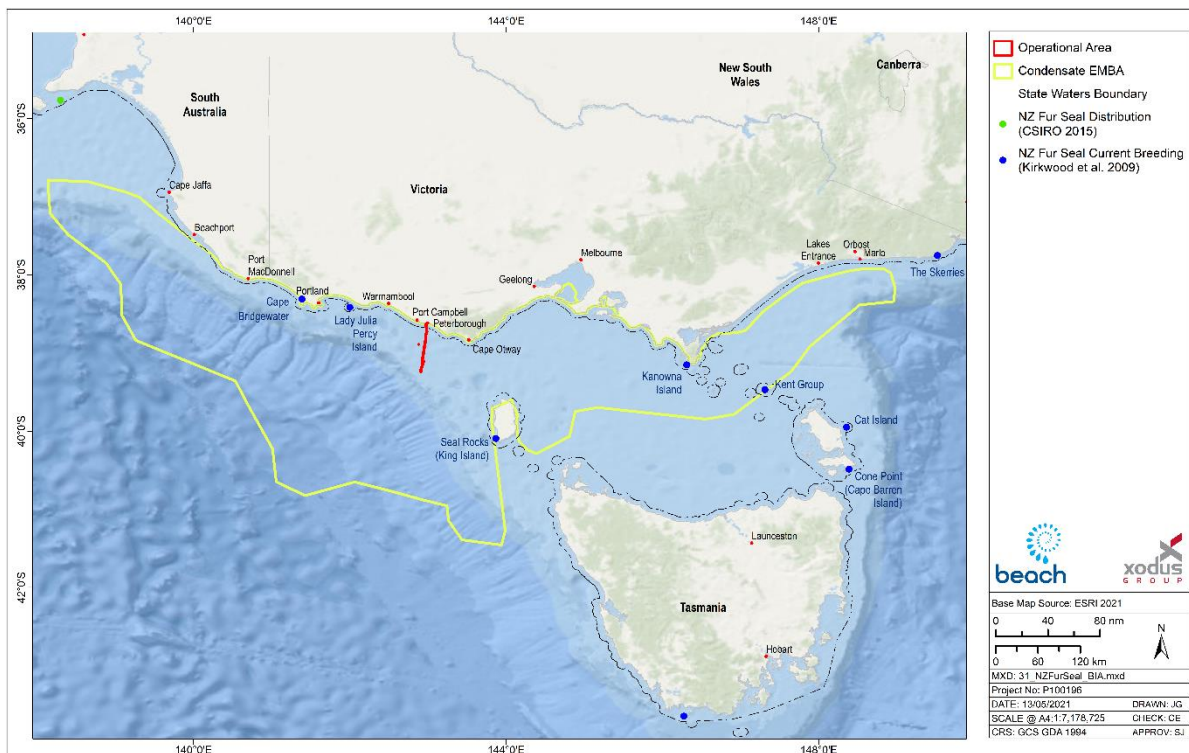 140°0'E
144°0'E
148°0'E
36°0'S
38°0'S
40°0'S
42°0'S
South
Australia
New South
Wales
Canberra
Victoria
Cape Jaffa
Beachport
Port
MacDonnell
Portland
Cape
Bridgewater
Lady Julia
Percy
Island
Warrnambool
Port Campbell
Peterborough
Cape Otway
Geelong
Melbourne
Lakes
Entrance
Orbost
Marlo
The Skerries
Kanowna
Island
Kent Group
Cat Island
Cone Point
(Cape Barren
Island)
Seal Rocks
(King Island)
Launceston
Tasmania
Hobart
140°0'E
144°0'E
148°0'E
Operational Area
Condensate EMBA
State Waters Boundary
NZ Fur Seal Distribution
(CSIRO 2015)
NZ Fur Seal Current Breeding
(Kirkwood et al. 2009)
beach
xodus
GROUP
Base Map Source: ESRI 2021
0 40 80 nm
N
0 60 120 km
MXD: 31_NZFurSeal_BIA.mxd
Project No: P100196
DATE: 13/05/2021 DRAWN: JG
SCALE @ A4:1:7,178,725 CHECK: CE
CRS: GCS GDA 1994 APPROV: SJ